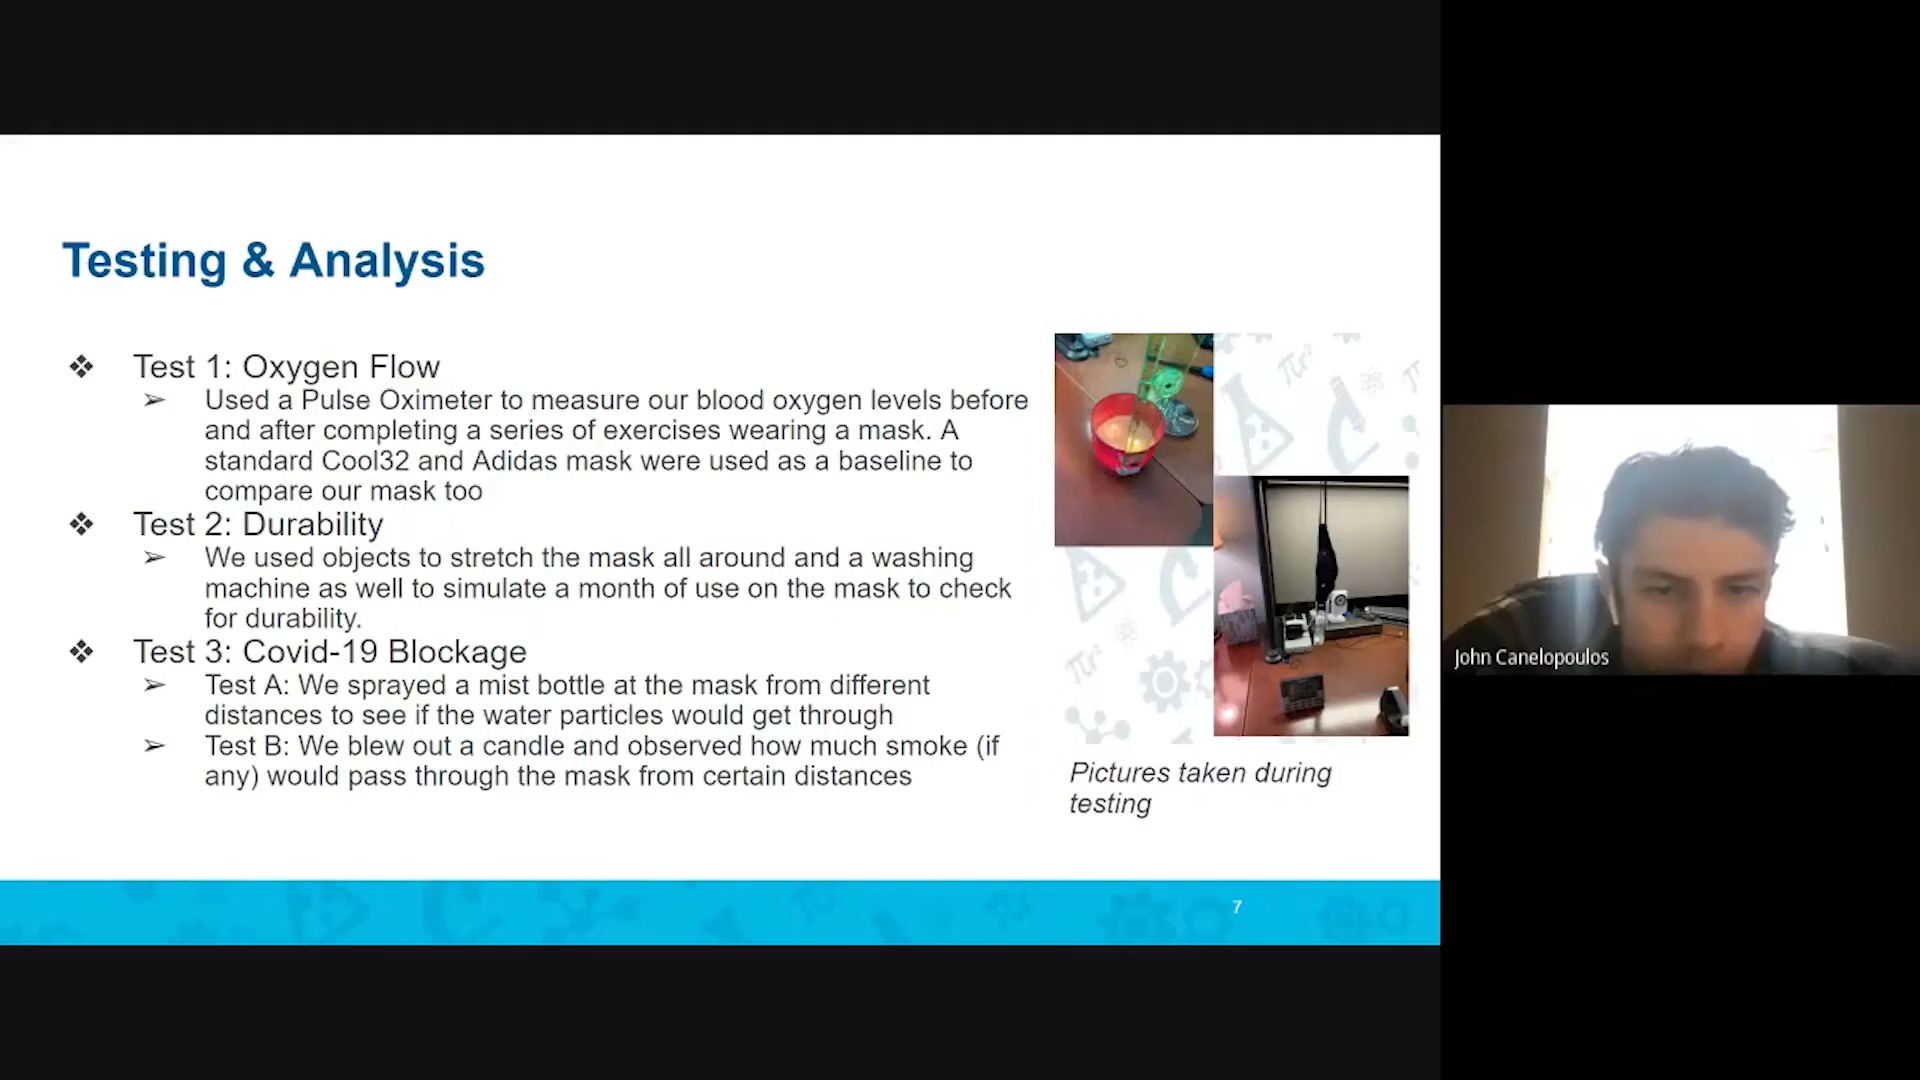 Testing & Analysis
❖ Test 1: Oxygen Flow
➢ Used a Pulse Oximeter to measure our blood oxygen levels before
and after completing a series of exercises wearing a mask. A
standard Cool32 and Adidas mask were used as a baseline to
compare our mask too
❖ Test 2: Durability
➢ We used objects to stretch the mask all around and a washing
machine as well to simulate a month of use on the mask to check
for durability.
❖ Test 3: Covid-19 Blockage
➢ Test A: We sprayed a mist bottle at the mask from different
distances to see if the water particles would get through
➢ Test B: We blew out a candle and observed how much smoke (if
any) would pass through the mask from certain distances
Pictures taken during
testing
7
John Canelopoulos